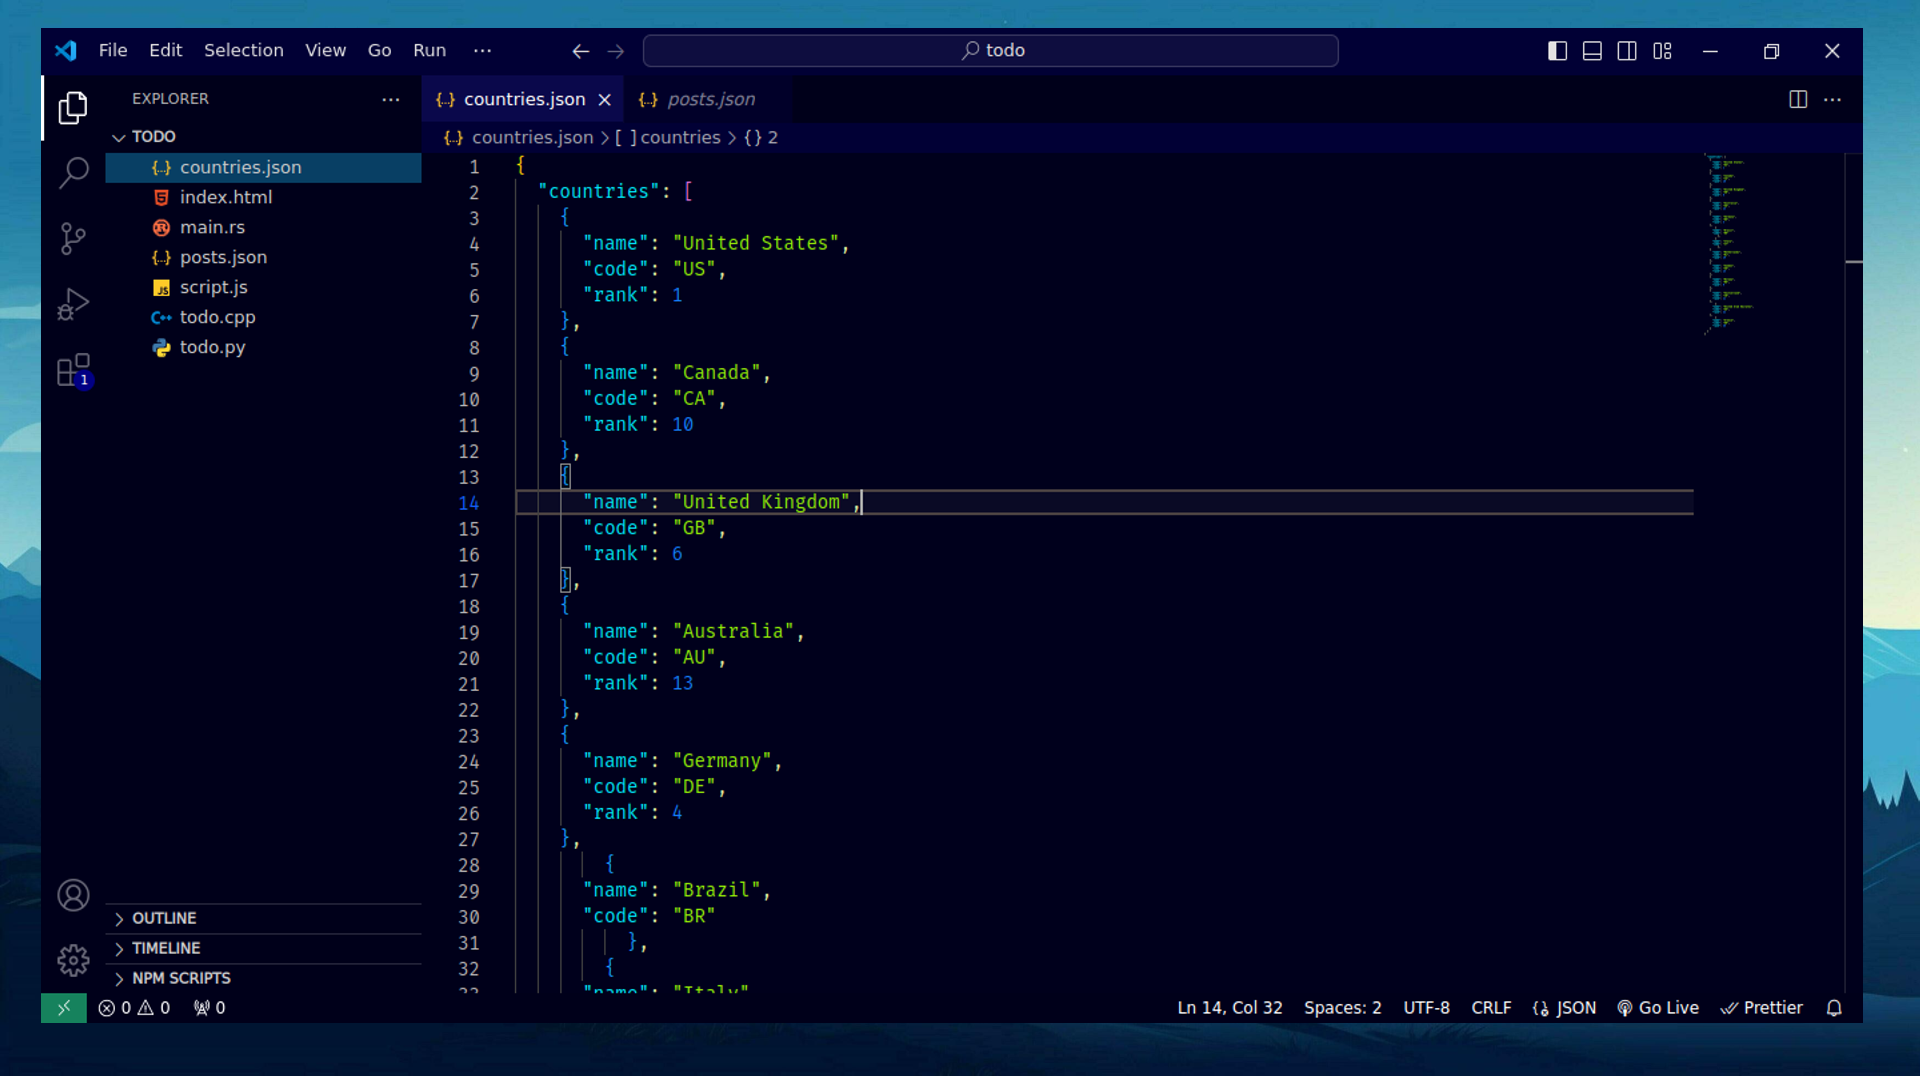 File Edit Selection View Go Run ···
todo
EXPLORER ···
TODO
countries.json
index.html
main.rs
posts.json
JS script.js
todo.cpp
todo.py
1
OUTLINE
TIMELINE
NPM SCRIPTS
{..} countries.json
{..} posts.json
{..} countries.json > [ ] countries > {} 2
1 {
2 "countries": [
3 {
4 "name": "United States",
5 "code": "US",
6 "rank": 1
7 },
8 {
9 "name": "Canada",
10 "code": "CA",
11 "rank": 10
12 },
13 {
14 "name": "United Kingdom",
15 "code": "GB",
16 "rank": 6
17 },
18 {
19 "name": "Australia",
20 "code": "AU",
21 "rank": 13
22 },
23 {
24 "name": "Germany",
25 "code": "DE",
26 "rank": 4
27 },
28 {
29 "name": "Brazil",
30 "code": "BR"
31 },
32 {
33 "name": "Italy"
0 0 0 Ln 14, Col 32 Spaces: 2 UTF-8 CRLF JSON Go Live Prettier